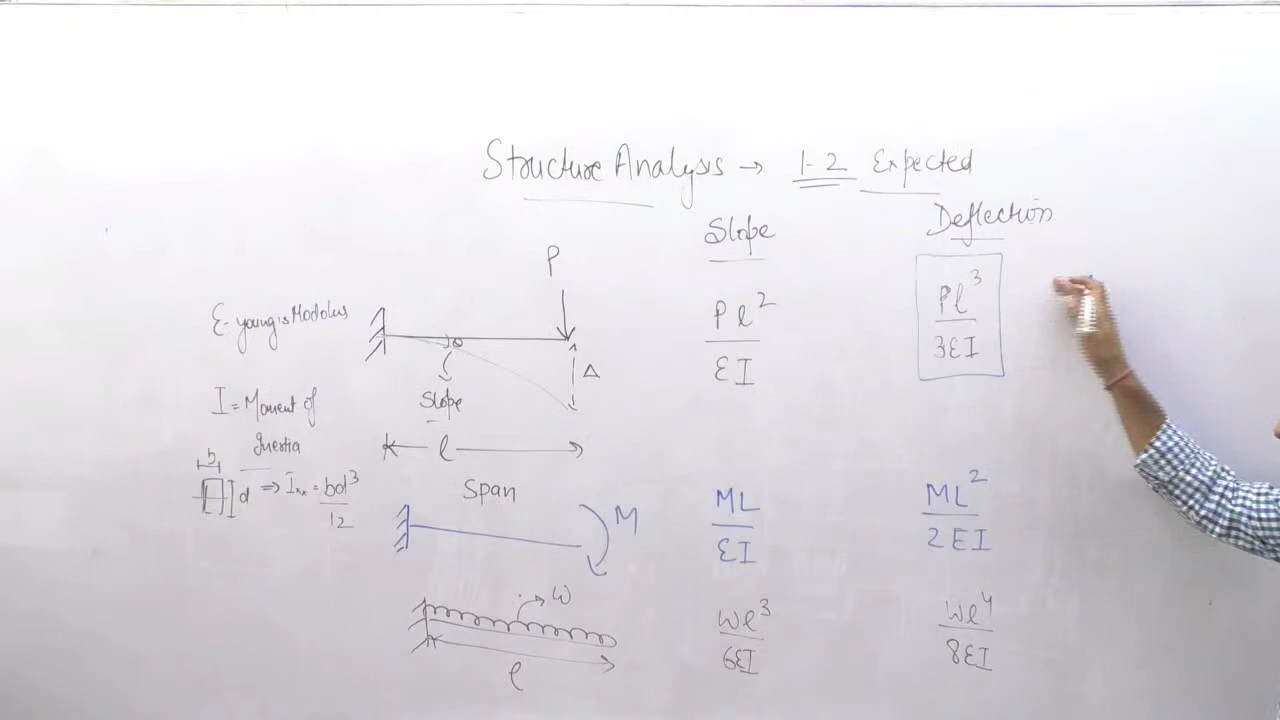 Structure Analysis → 1-2 Expected
Slope
Deflection
P
E- young's Modolus
Pl²/EI
Pl³/3EI
θ
Δ
Slope
I = Moment of
Inertia
l
Span
b
d ⇒ Ixx = bd³/12
M
ML/EI
ML²/2EI
w
wl³/6EI
wl⁴/8EI
l